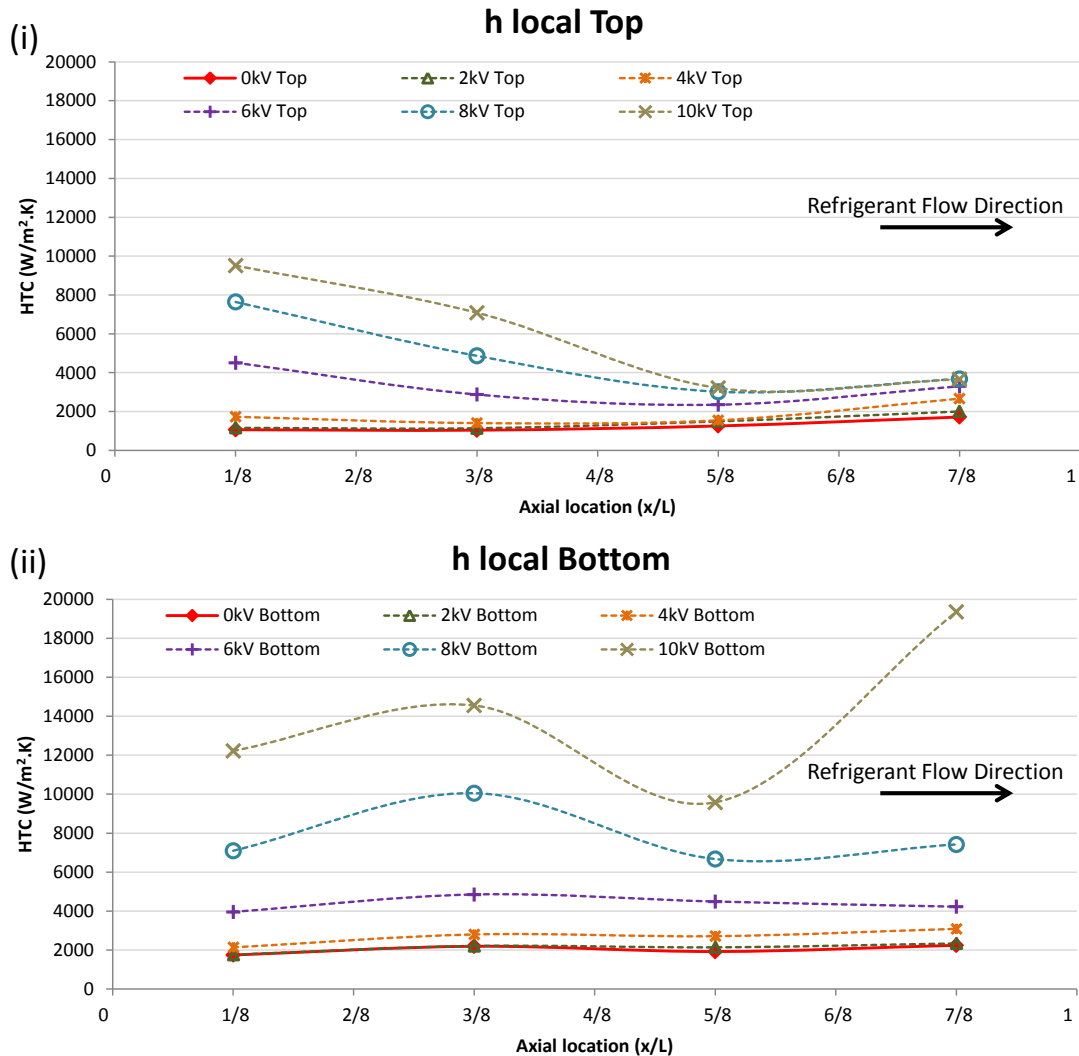 (i)
h local Top
20000
18000
16000
14000
12000
10000
8000
6000
4000
2000
0
HTC (W/m².K)
0kV Top 2kV Top 4kV Top
6kV Top 8kV Top 10kV Top
Refrigerant Flow Direction
0 1/8 2/8 3/8 4/8 5/8 6/8 7/8 1
Axial location (x/L)
(ii)
h local Bottom
20000
18000
16000
14000
12000
10000
8000
6000
4000
2000
0
HTC (W/m².K)
0kV Bottom 2kV Bottom 4kV Bottom
6kV Bottom 8kV Bottom 10kV Bottom
Refrigerant Flow Direction
0 1/8 2/8 3/8 4/8 5/8 6/8 7/8 1
Axial location (x/L)